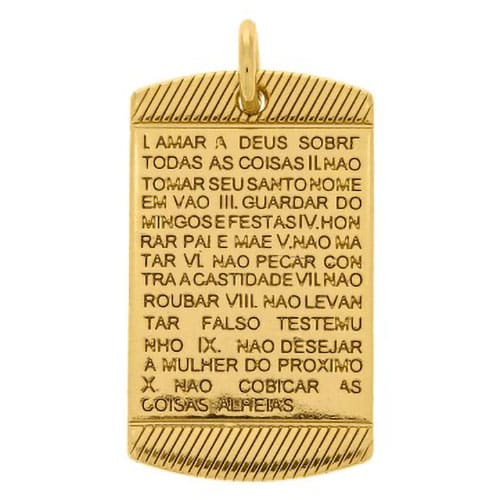 I. AMAR A DEUS SOBRE
TODAS AS COISAS II.NAO
TOMAR SEU SANTO NOME
EM VAO III. GUARDAR DO
MINGOS E FESTAS IV. HON
RAR PAI E MAE V.NAO MA
TAR VI. NAO PECAR CON
TRA A CASTIDADE VII.NAO
ROUBAR VIII. NAO LEVAN
TAR FALSO TESTEMU
NHO IX. NAO DESEJAR
A MULHER DO PROXIMO
X. NAO COBICAR AS
COISAS ALHEIAS